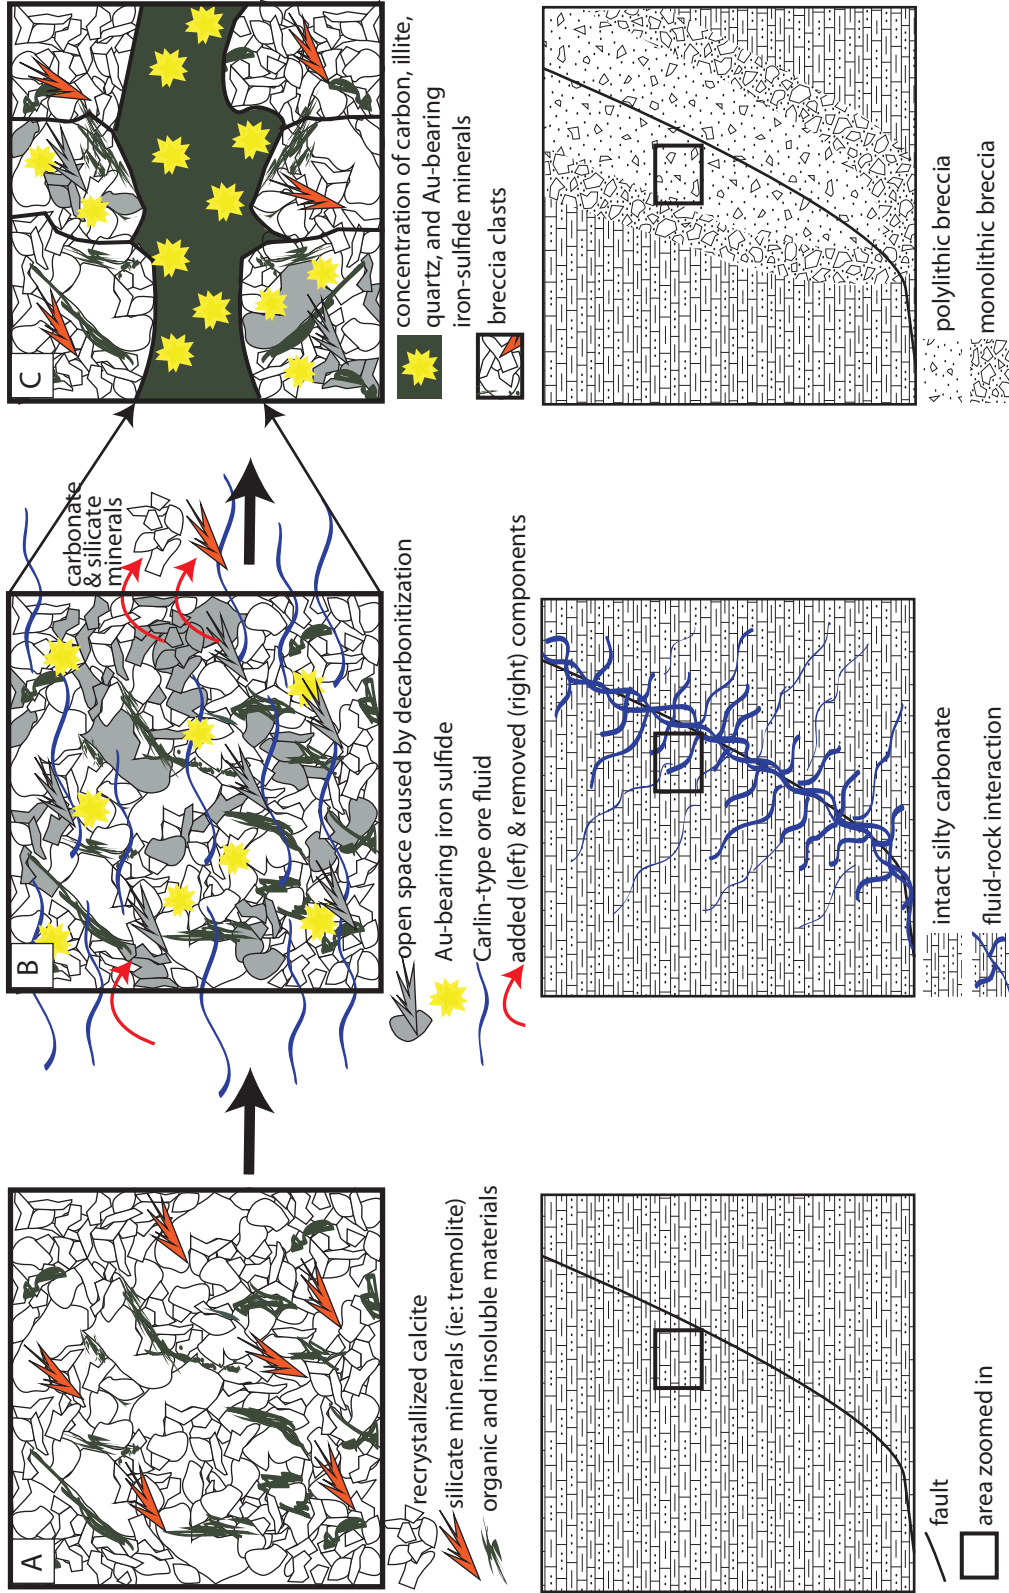 A
recrystallized calcite
silicate minerals (ie: tremolite)
organic and insoluble materials
fault
area zoomed in
B
carbonate
& silicate
minerals
open space caused by decarbonitization
Au-bearing iron sulfide
Carlin-type ore fluid
added (left) & removed (right) components
intact silty carbonate
fluid-rock interaction
C
concentration of carbon, illite,
quartz, and Au-bearing
iron-sulfide minerals
breccia clasts
polylithic breccia
monolithic breccia